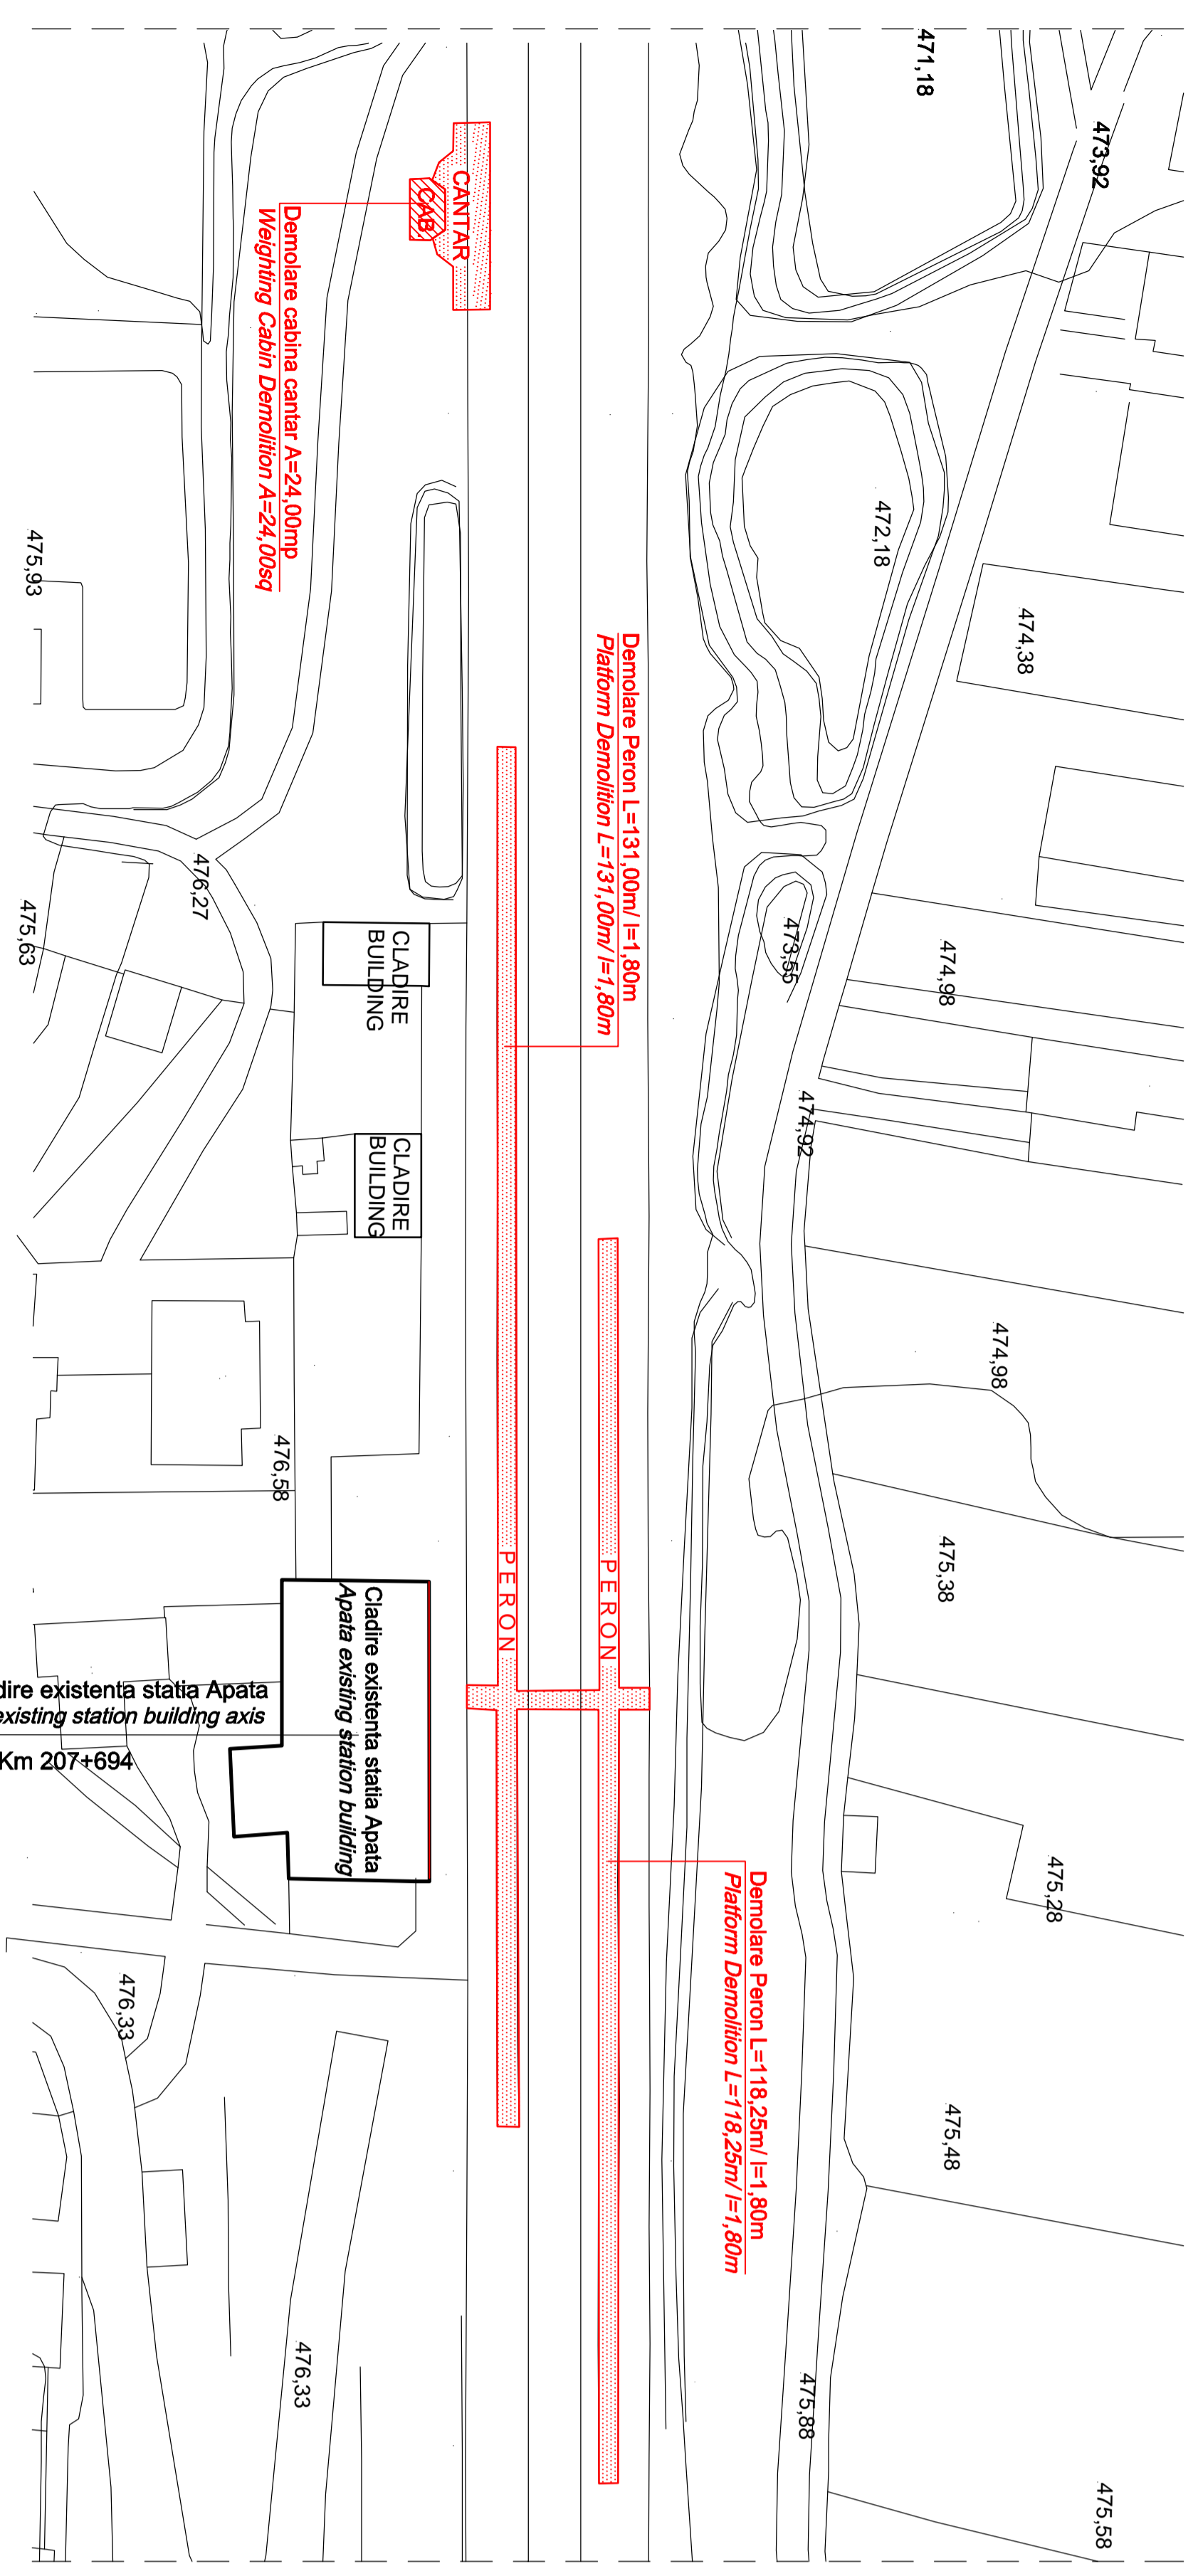 471,18
473,92
CANTAR
CAB
Demolare cabina cantar A=24,00mp
Weighting Cabin Demolition A=24,00sq
472,18
475,93
474,38
Demolare Peron L=131,00m/ l=1,80m
Platform Demolition L=131,00m/ l=1,80m
476,27
475,63
473,55
474,98
CLADIRE
BUILDING
474,92
CLADIRE
BUILDING
474,98
476,58
475,38
PERON
PERON
Cladire existenta statia Apata
Apata existing station building
dire existenta statia Apata
existing station building axis
Km 207+694
475,28
Demolare Peron L=118,25m/ l=1,80m
Platform Demolition L=118,25m/ l=1,80m
476,33
475,48
476,33
475,88
475,58